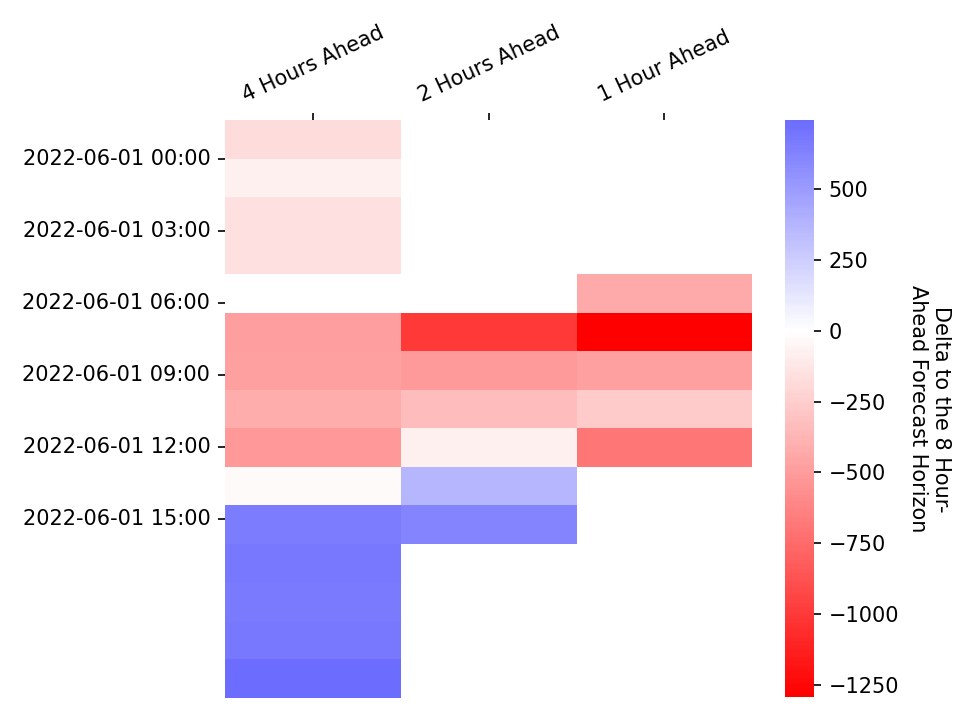 4 Hours Ahead
2 Hours Ahead
1 Hour Ahead
2022-06-01 00:00
2022-06-01 03:00
2022-06-01 06:00
2022-06-01 09:00
2022-06-01 12:00
2022-06-01 15:00
500
250
0
−250
−500
−750
−1000
−1250
Delta to the 8 Hour-
Ahead Forecast Horizon